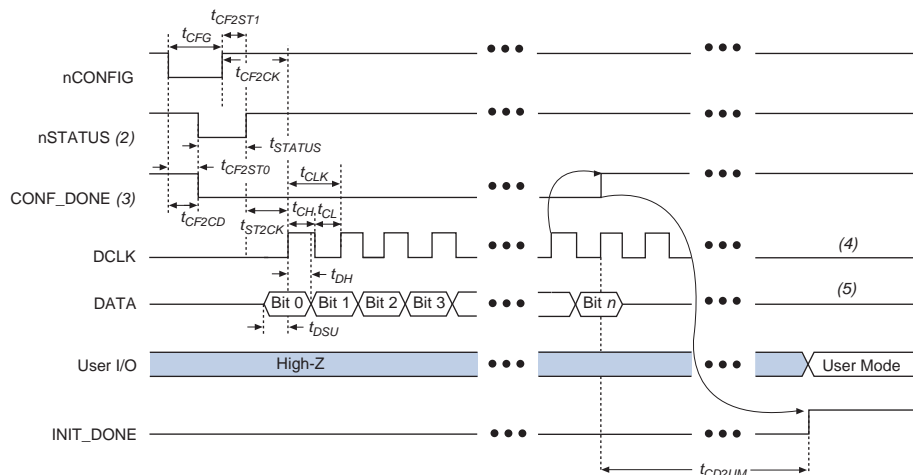 tCF2ST1
tCFG
tCF2CK
nCONFIG
nSTATUS (2)
tSTATUS
tCF2ST0
tCLK
CONF_DONE (3)
tCF2CD
tST2CK
tCH
tCL
DCLK
(4)
tDH
DATA
Bit 0
Bit 1
Bit 2
Bit 3
Bit n
(5)
tDSU
User I/O
High-Z
User Mode
INIT_DONE
tCD2UM